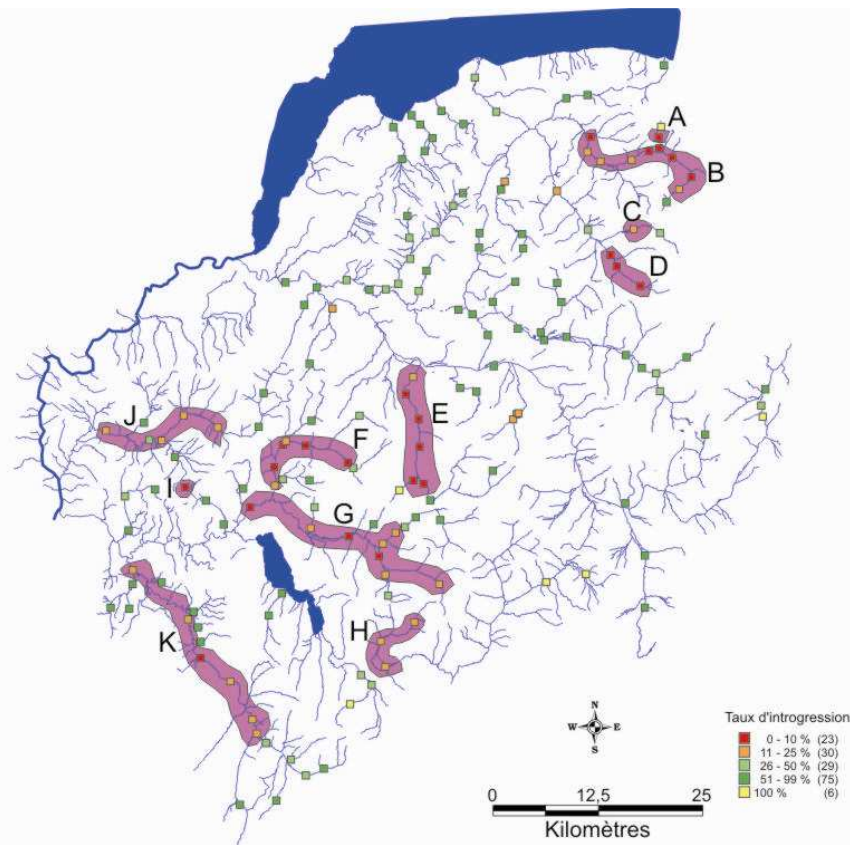 A
B
C
D
E
F
J
I
G
H
K
N
W E
S
Taux d'introgression
0 - 10 % (23)
11 - 25 % (30)
26 - 50 % (29)
51 - 99 % (75)
100 % (6)
0 12,5 25
Kilomètres